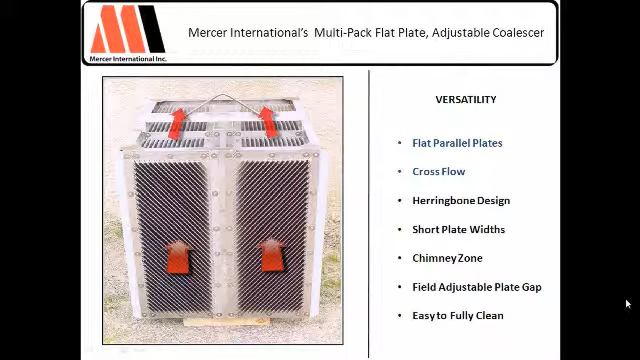 Mercer International's Multi-Pack Flat Plate, Adjustable Coalescer
Mercer International Inc.
VERSATILITY
• Flat Parallel Plates
• Cross Flow
• Herringbone Design
• Short Plate Widths
• Chimney Zone
• Field Adjustable Plate Gap
• Easy to Fully Clean